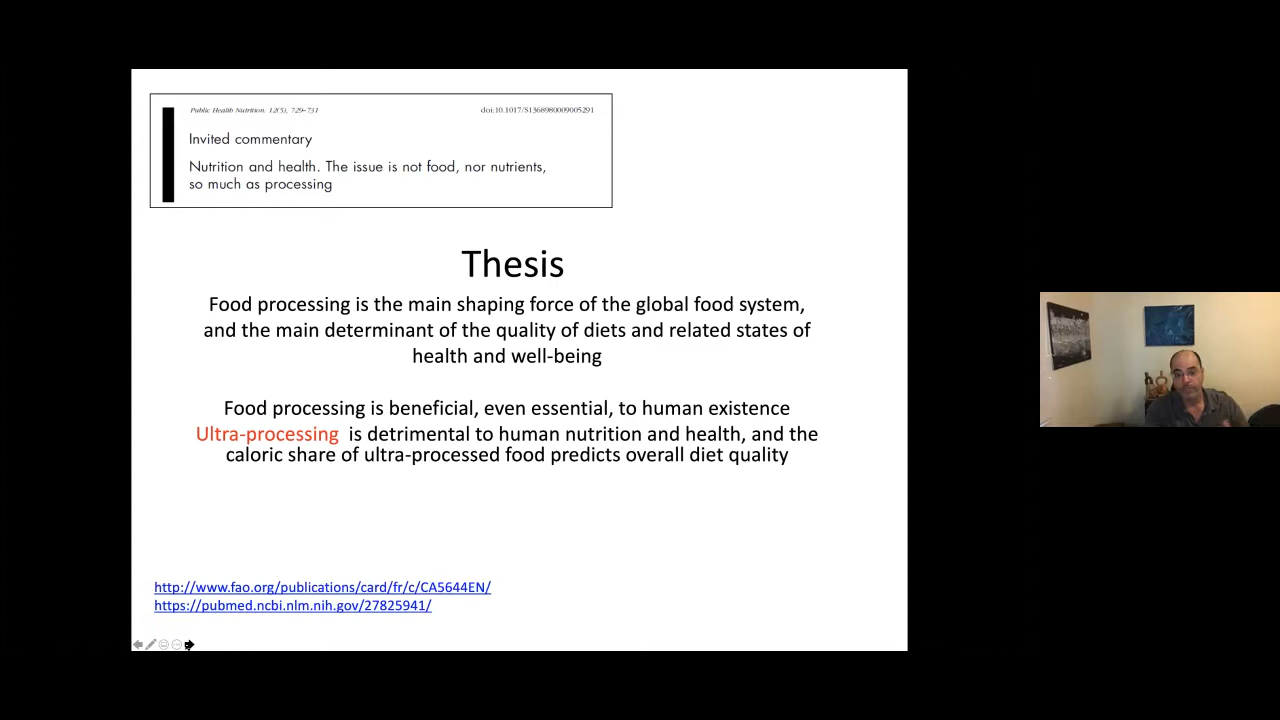 Public Health Nutrition: 12(5), 729–731
doi:10.1017/S1368980009005291
Invited commentary
Nutrition and health. The issue is not food, nor nutrients,
so much as processing
Thesis
Food processing is the main shaping force of the global food system,
and the main determinant of the quality of diets and related states of
health and well-being
Food processing is beneficial, even essential, to human existence
Ultra-processing is detrimental to human nutrition and health, and the
caloric share of ultra-processed food predicts overall diet quality
http://www.fao.org/publications/card/fr/c/CA5644EN/
https://pubmed.ncbi.nlm.nih.gov/27825941/